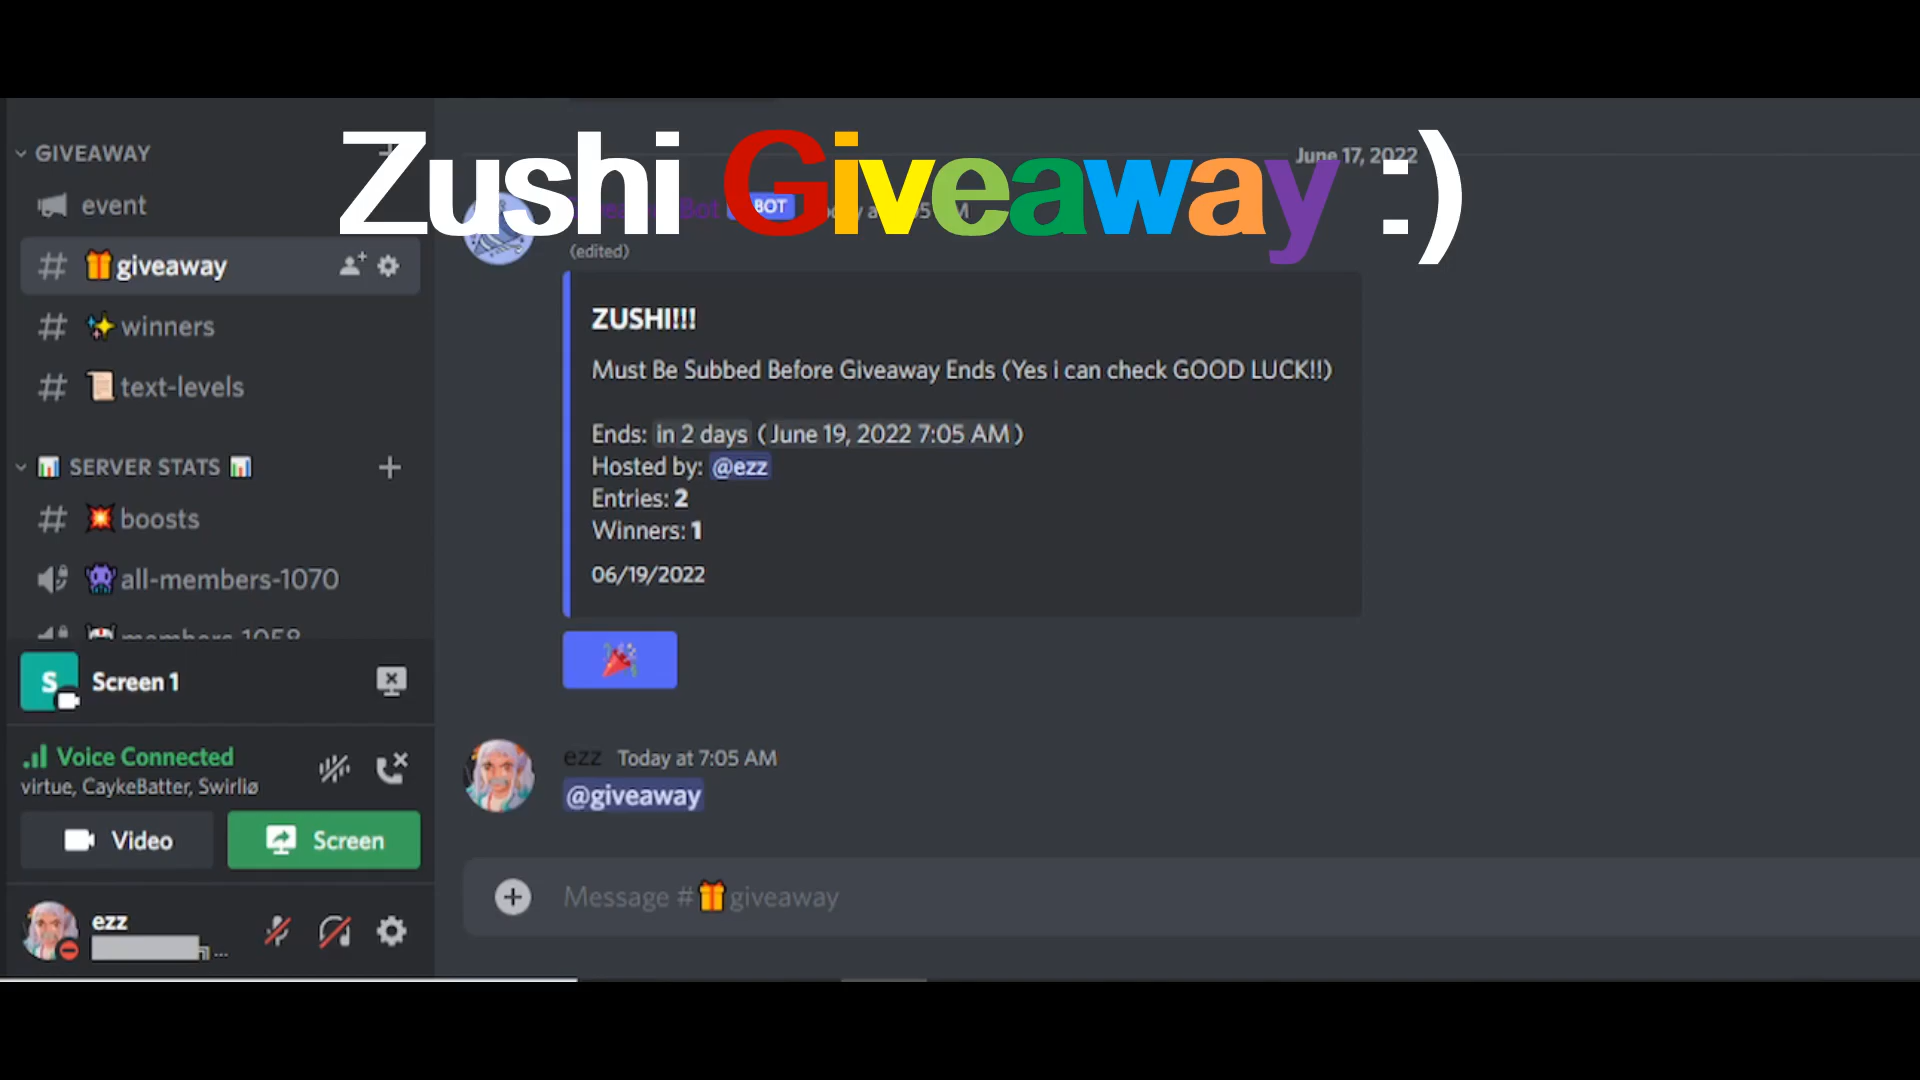 Zushi Giveaway :)
GIVEAWAY
event
giveaway
winners
text-levels
SERVER STATS
boosts
all-members-1070
members-1058
S
Screen 1
Voice Connected
virtue, CaykeBatter, Swirliø
Video
Screen
ezz
June 17, 2022
BOT
(edited)
ZUSHI!!!
Must Be Subbed Before Giveaway Ends (Yes i can check GOOD LUCK!!)
Ends: in 2 days (June 19, 2022 7:05 AM)
Hosted by: @ezz
Entries: 2
Winners: 1
06/19/2022
ezz Today at 7:05 AM
@giveaway
Message # giveaway